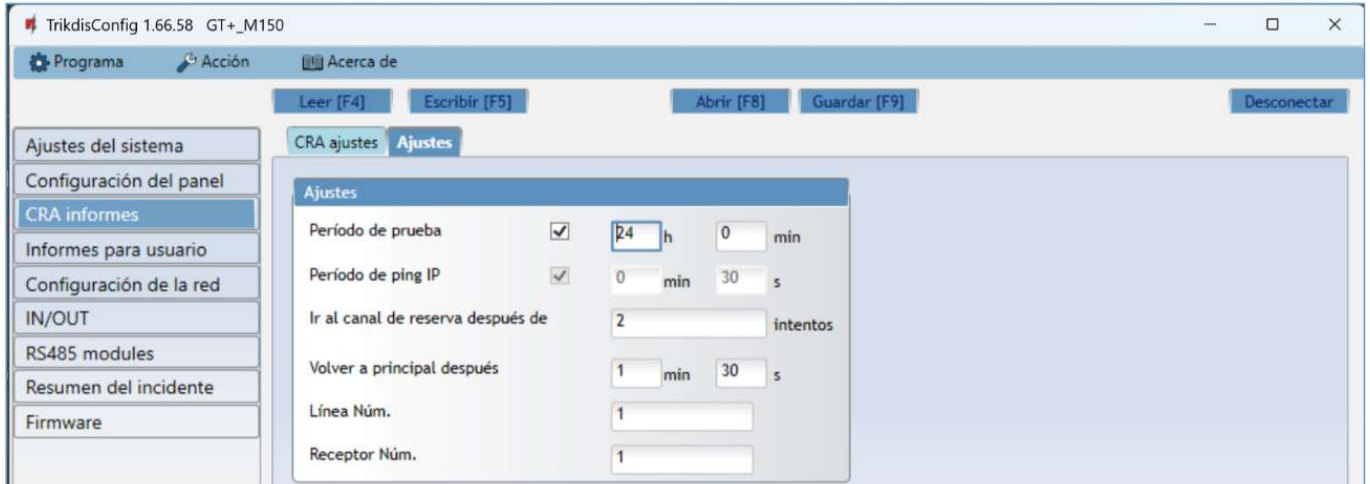 TrikdisConfig 1.66.58 GT+_M150
Programa Acción Acerca de
Leer [F4] Escribir [F5] Abrir [F8] Guardar [F9] Desconectar
Ajustes del sistema
Configuración del panel
CRA informes
Informes para usuario
Configuración de la red
IN/OUT
RS485 modules
Resumen del incidente
Firmware
CRA ajustes Ajustes
Ajustes
Período de prueba 24 h 0 min
Período de ping IP 0 min 30 s
Ir al canal de reserva después de 2 intentos
Volver a principal después 1 min 30 s
Línea Núm. 1
Receptor Núm. 1